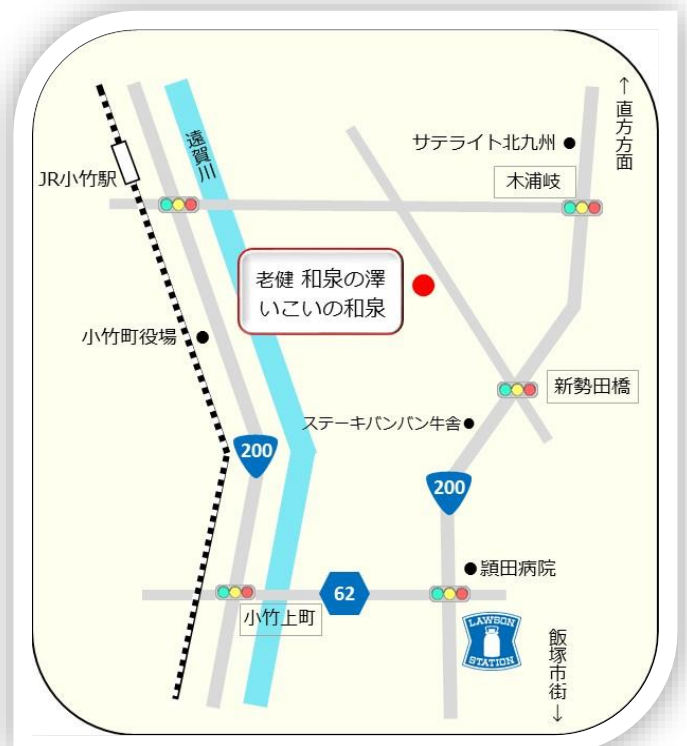 ↑直方方面
遠賀川
サテライト北九州
JR小竹駅
木浦岐
老健 和泉の澤
いこいの和泉
小竹町役場
新勢田橋
ステーキバンバン牛舎
200
200
頴田病院
62
小竹上町
LAWSON
STATION
飯塚市街↓